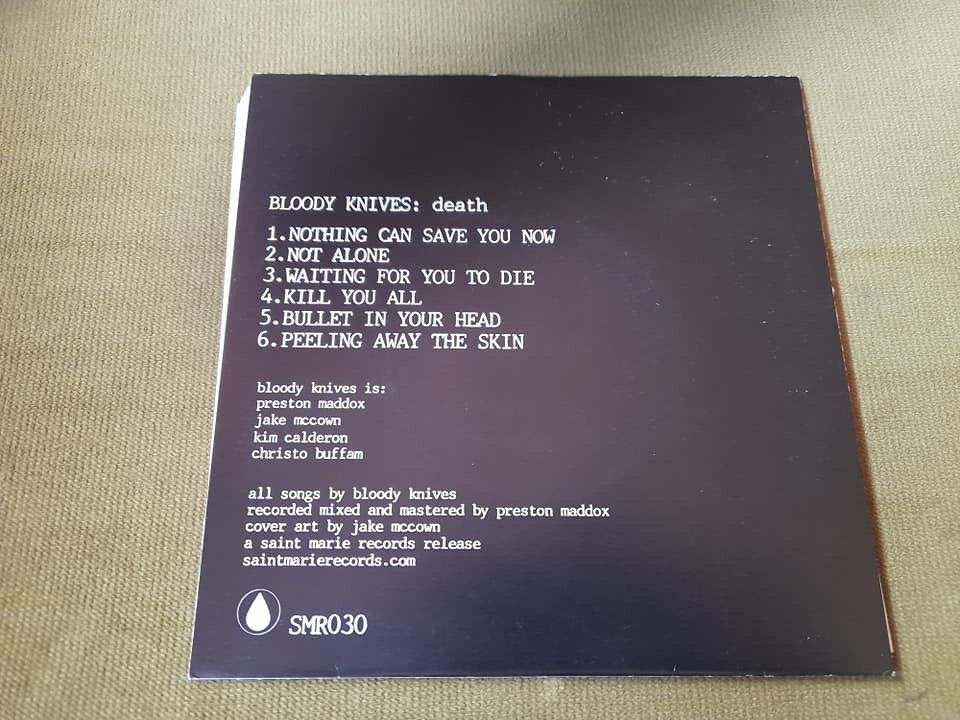 BLOODY KNIVES: death
1.NOTHING CAN SAVE YOU NOW
2.NOT ALONE
3.WAITING FOR YOU TO DIE
4.KILL YOU ALL
5.BULLET IN YOUR HEAD
6.PEELING AWAY THE SKIN
bloody knives is:
preston maddox
jake mccown
kim calderon
christo buffam
all songs by bloody knives
recorded mixed and mastered by preston maddox
cover art by jake mccown
a saint marie records release
saintmarierecords.com
SMR030